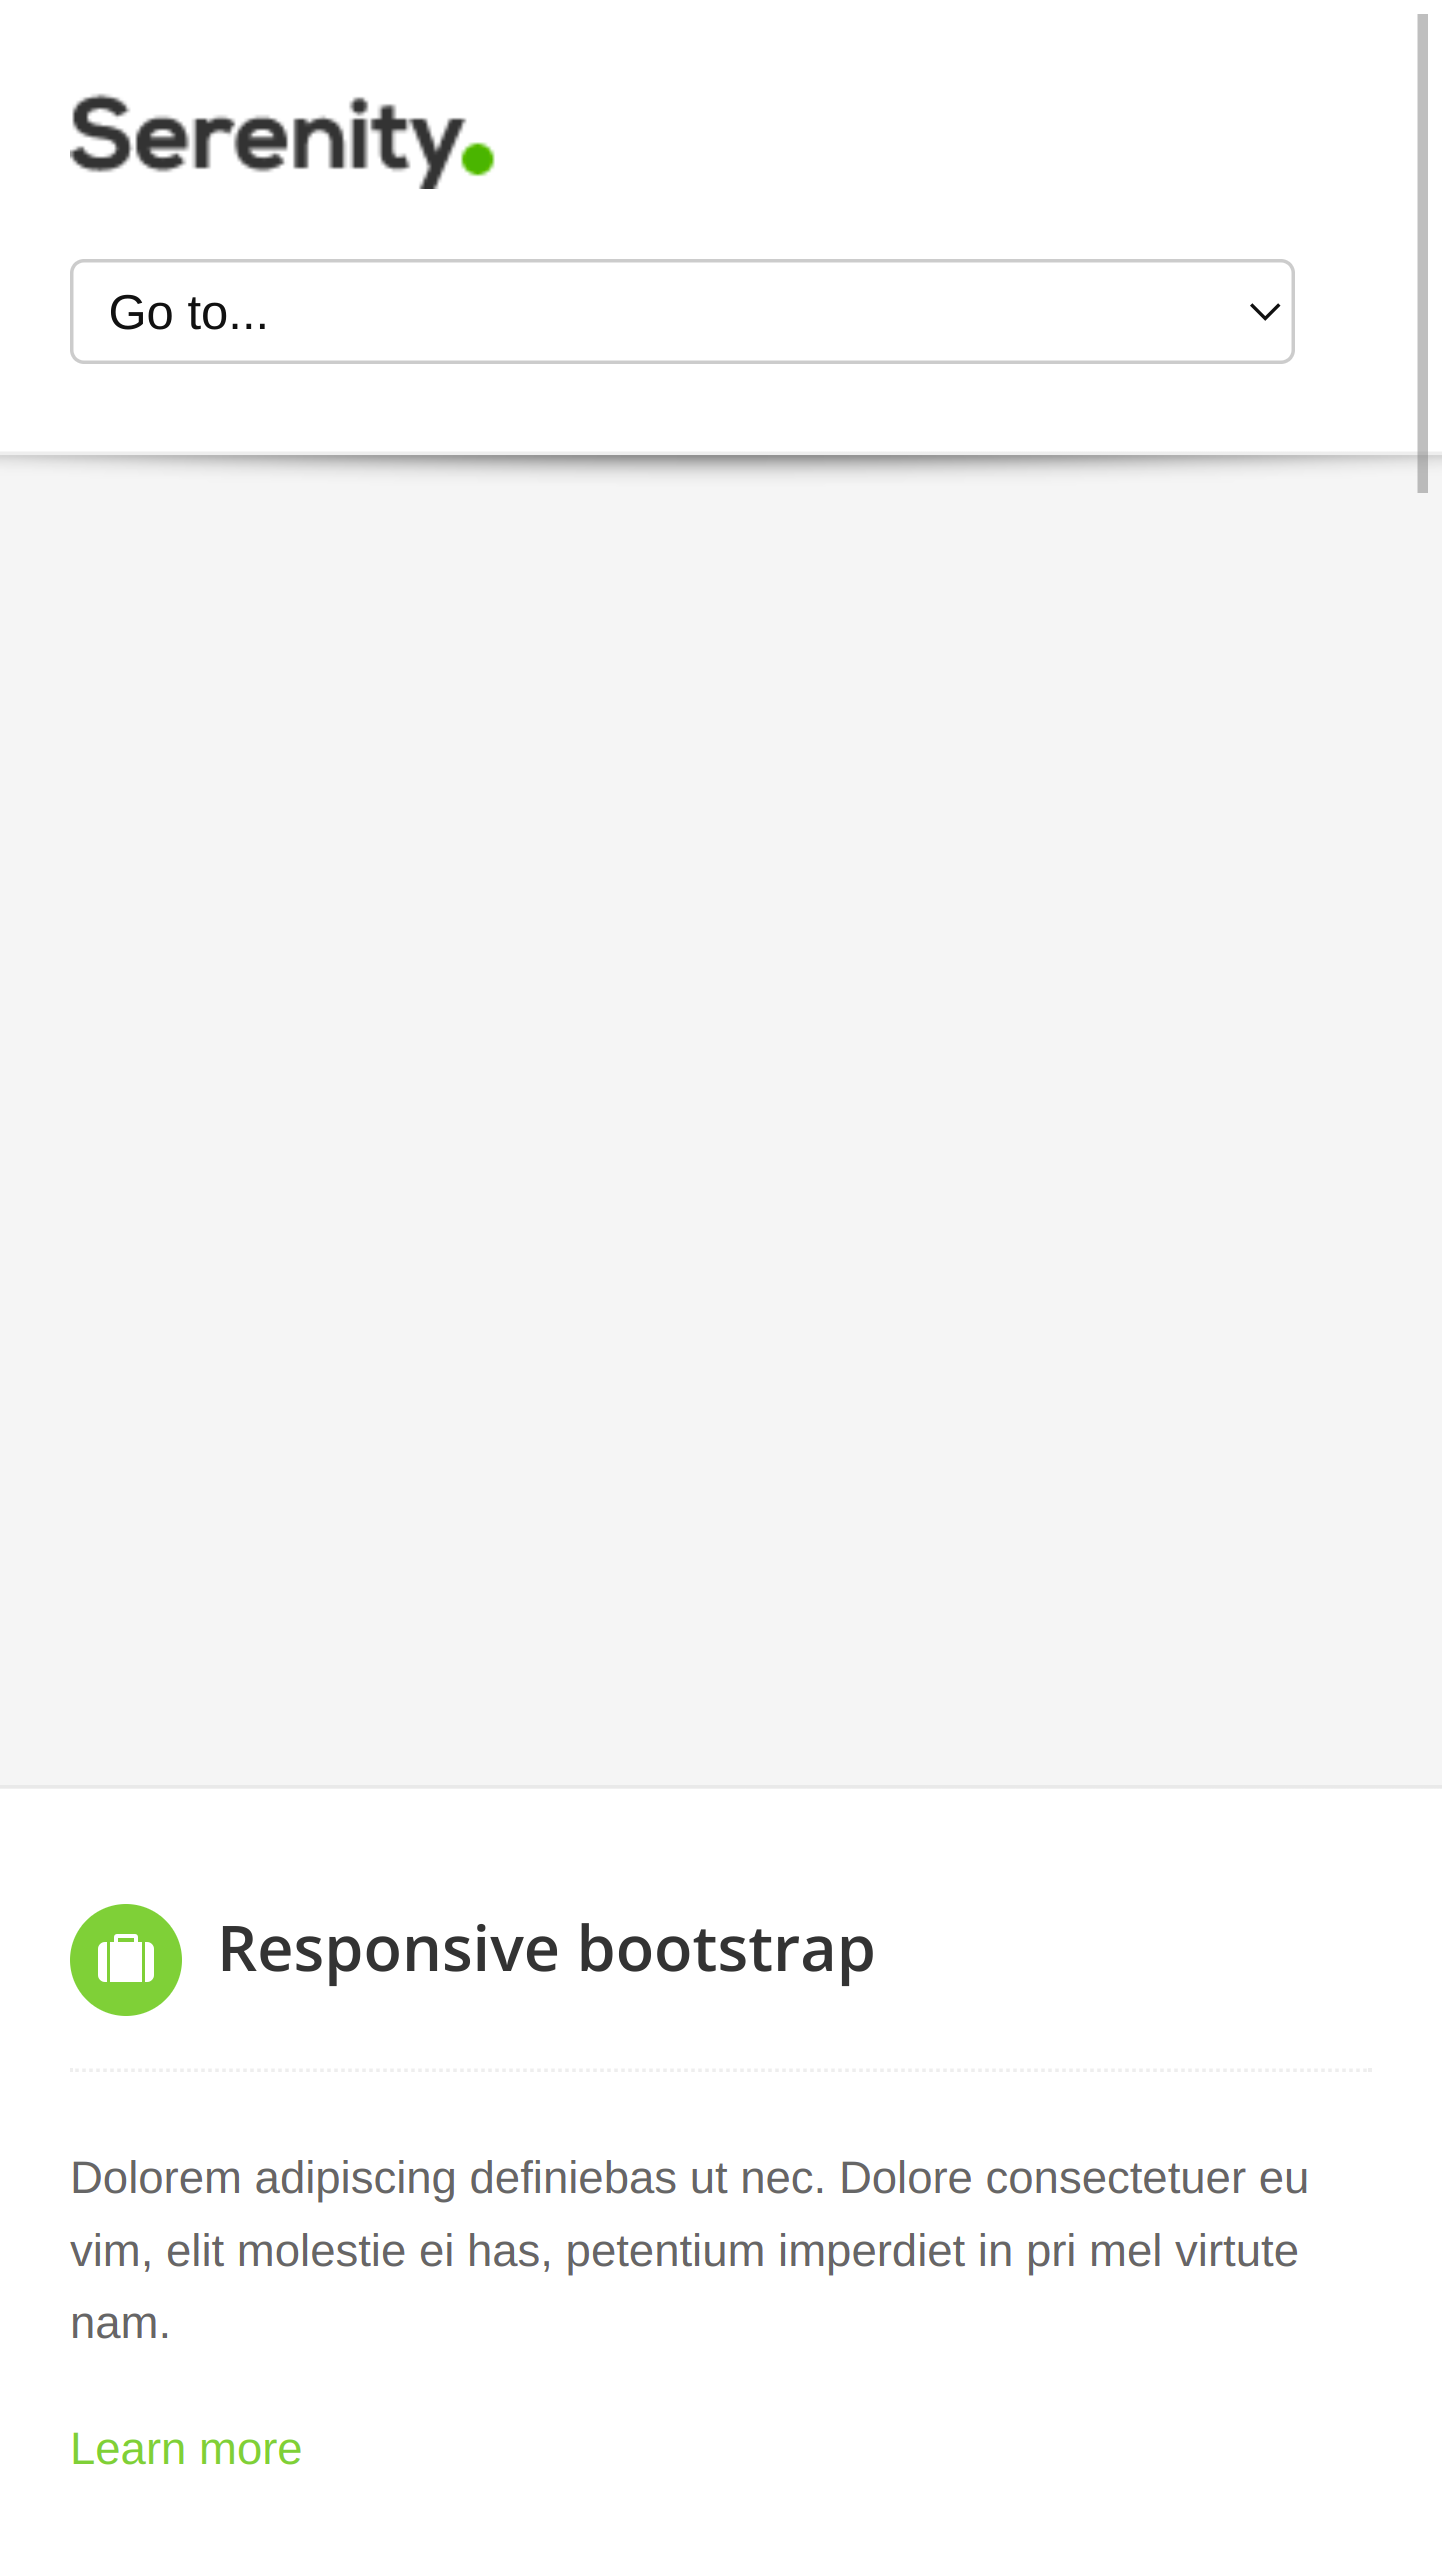 Serenity.
Go to...
Responsive bootstrap
Dolorem adipiscing definiebas ut nec. Dolore consectetuer eu
vim, elit molestie ei has, petentium imperdiet in pri mel virtute
nam.
Learn more